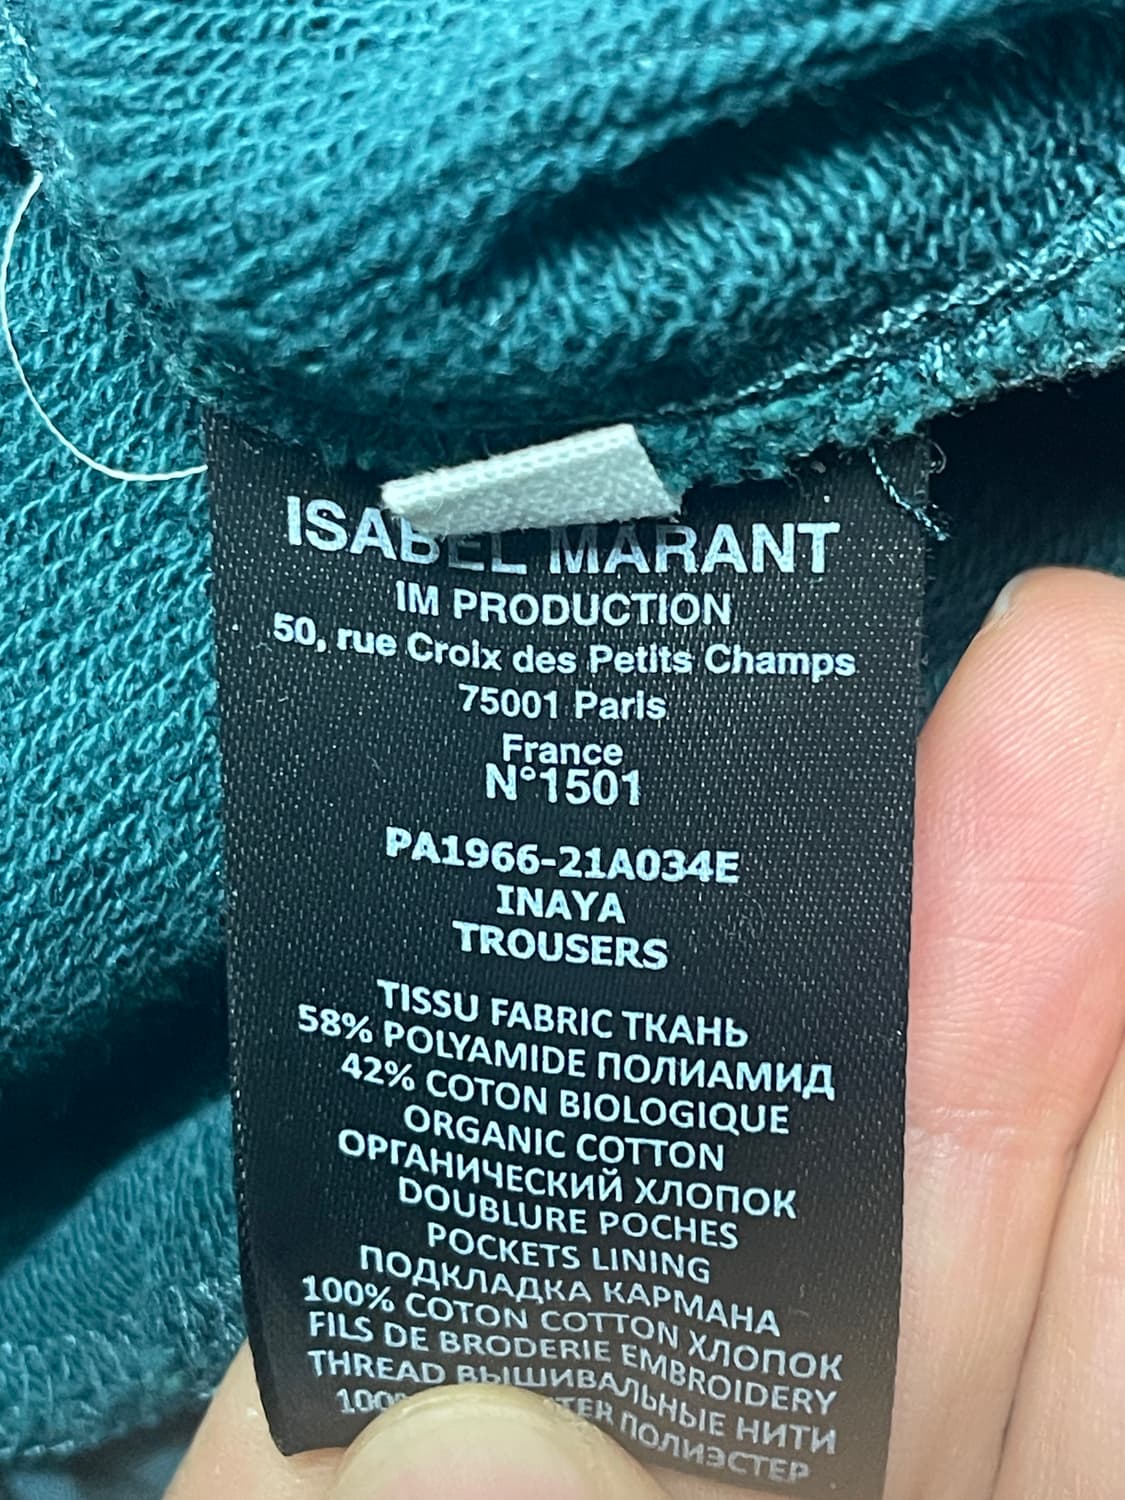 ISABEL MARANT
IM PRODUCTION
50, rue Croix des Petits Champs
75001 Paris
France
N°1501
PA1966-21A034E
INAYA
TROUSERS
TISSU FABRIC ТКАНЬ
58% POLYAMIDE ПОЛИАМИД
42% COTON BIOLOGIQUE
ORGANIC COTTON
ОРГАНИЧЕСКИЙ ХЛОПОК
DOUBLURE POCHES
POCKETS LINING
ПОДКЛАДКА КАРМАНА
100% COTON COTTON ХЛОПОК
FILS DE BRODERIE EMBROIDERY
THREAD ВЫШИВАЛЬНЫЕ НИТИ
ПОЛИЭСТЕР